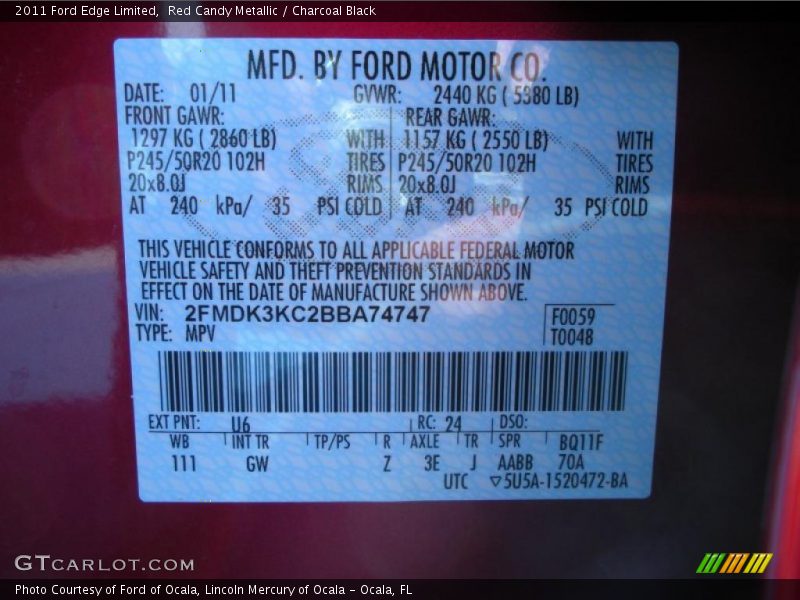 2011 Ford Edge Limited,  Red Candy Metallic / Charcoal Black
MFD. BY FORD MOTOR CO.
DATE: 01/11 GVWR: 2440 KG ( 5380 LB)
FRONT GAWR: REAR GAWR:
1297 KG ( 2860 LB) WITH 1157 KG ( 2550 LB) WITH
P245/50R20 102H TIRES P245/50R20 102H TIRES
20x8.0J RIMS 20x8.0J RIMS
AT 240 kPa/ 35 PSI COLD AT 240 kPa/ 35 PSI COLD
THIS VEHICLE CONFORMS TO ALL APPLICABLE FEDERAL MOTOR
VEHICLE SAFETY AND THEFT PREVENTION STANDARDS IN
EFFECT ON THE DATE OF MANUFACTURE SHOWN ABOVE.
VIN: 2FMDK3KC2BBA74747 F0059
TYPE: MPV T0048
EXT PNT: U6 RC: 24 DSO:
WB INT TR TP/PS R AXLE TR SPR BQ11F
111 GW Z 3E J AABB 70A
UTC ▽5U5A-1520472-BA
GTCARLOT.COM
Photo Courtesy of Ford of Ocala, Lincoln Mercury of Ocala – Ocala, FL